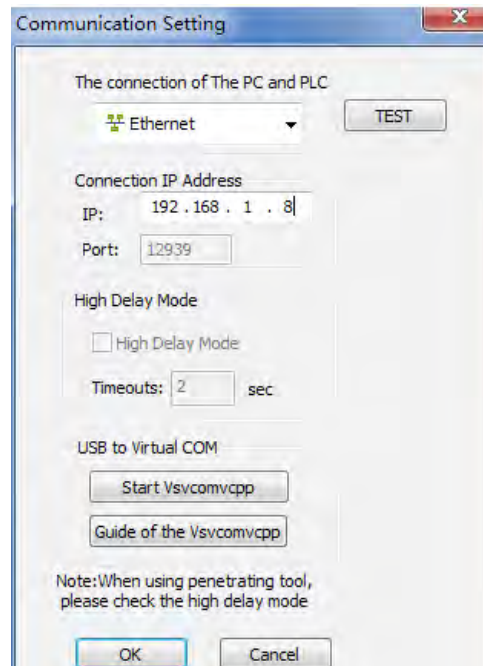 Communication Setting
x
The connection of The PC and PLC
Ethernet
TEST
Connection IP Address
IP: 192 . 168 . 1 . 8
Port: 12939
High Delay Mode
High Delay Mode
Timeouts: 2 sec
USB to Virtual COM
Start Vsvcomvcpp
Guide of the Vsvcomvcpp
Note:When using penetrating tool,
please check the high delay mode
OK Cancel